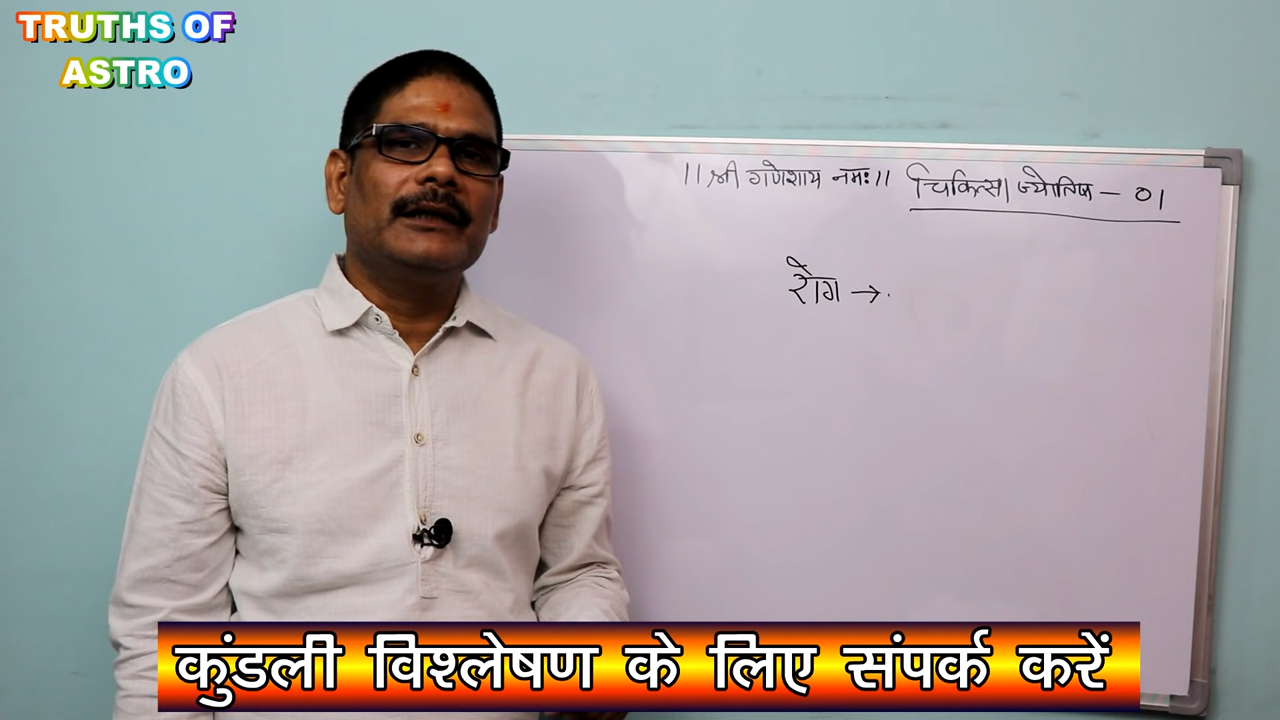 TRUTHS OF
ASTRO
।। श्री गणेशाय नमः।। चिकित्सा ज्योतिष - 01
रोग →
कुंडली विश्लेषण के लिए संपर्क करें